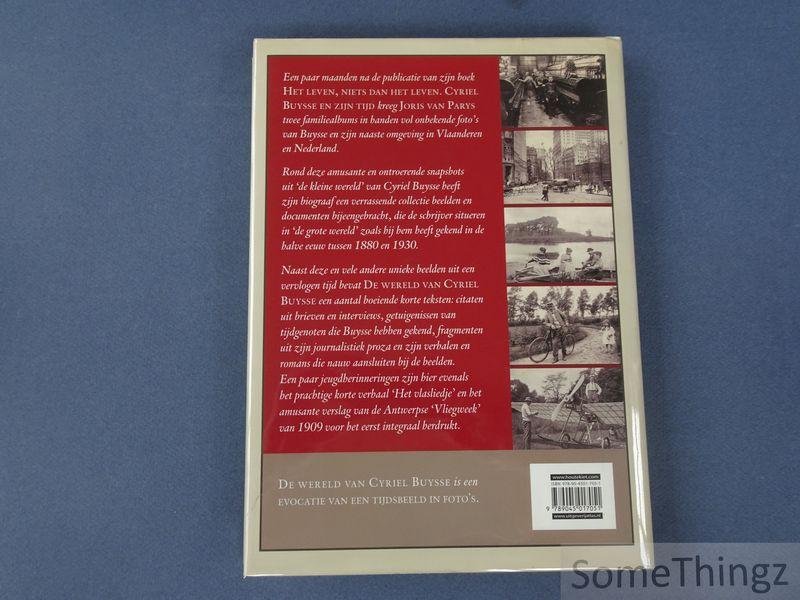 Een paar maanden na de publicatie van zijn boek
HET LEVEN, NIETS DAN HET LEVEN. CYRIEL
BUYSSE EN ZIJN TIJD kreeg JORIS VAN PARYS
twee familiealbums in handen vol onbekende foto's
van Buysse en zijn naaste omgeving in Vlaanderen
en Nederland.
Rond deze amusante en ontroerende snapshots
uit 'de kleine wereld' van Cyriel Buysse heeft
zijn biograaf een verrassende collectie beelden en
documenten bijeengebracht, die de schrijver situeren
in 'de grote wereld' zoals hij hem heeft gekend in de
halve eeuw tussen 1880 en 1930.
Naast deze en vele andere unieke beelden uit een
vervlogen tijd bevat DE WERELD VAN CYRIEL
BUYSSE een aantal boeiende korte teksten: citaten
uit brieven en interviews, getuigenissen van
tijdgenoten die Buysse hebben gekend, fragmenten
uit zijn journalistiek proza en zijn verhalen en
romans die nauw aansluiten bij de beelden.
Een paar jeugdherinneringen zijn hier evenals
het prachtige korte verhaal 'Het vlasliedje' en het
amusante verslag van de Antwerpse 'Vliegweek'
van 1909 voor het eerst integraal herdrukt.
DE WERELD VAN CYRIEL BUYSSE is een
EVOCATIE VAN EEN TIJDSBEELD IN FOTO'S.
www.houtekiet.com
9 789045 017051
www.uitgeverijatlas.nl
SomeThingz